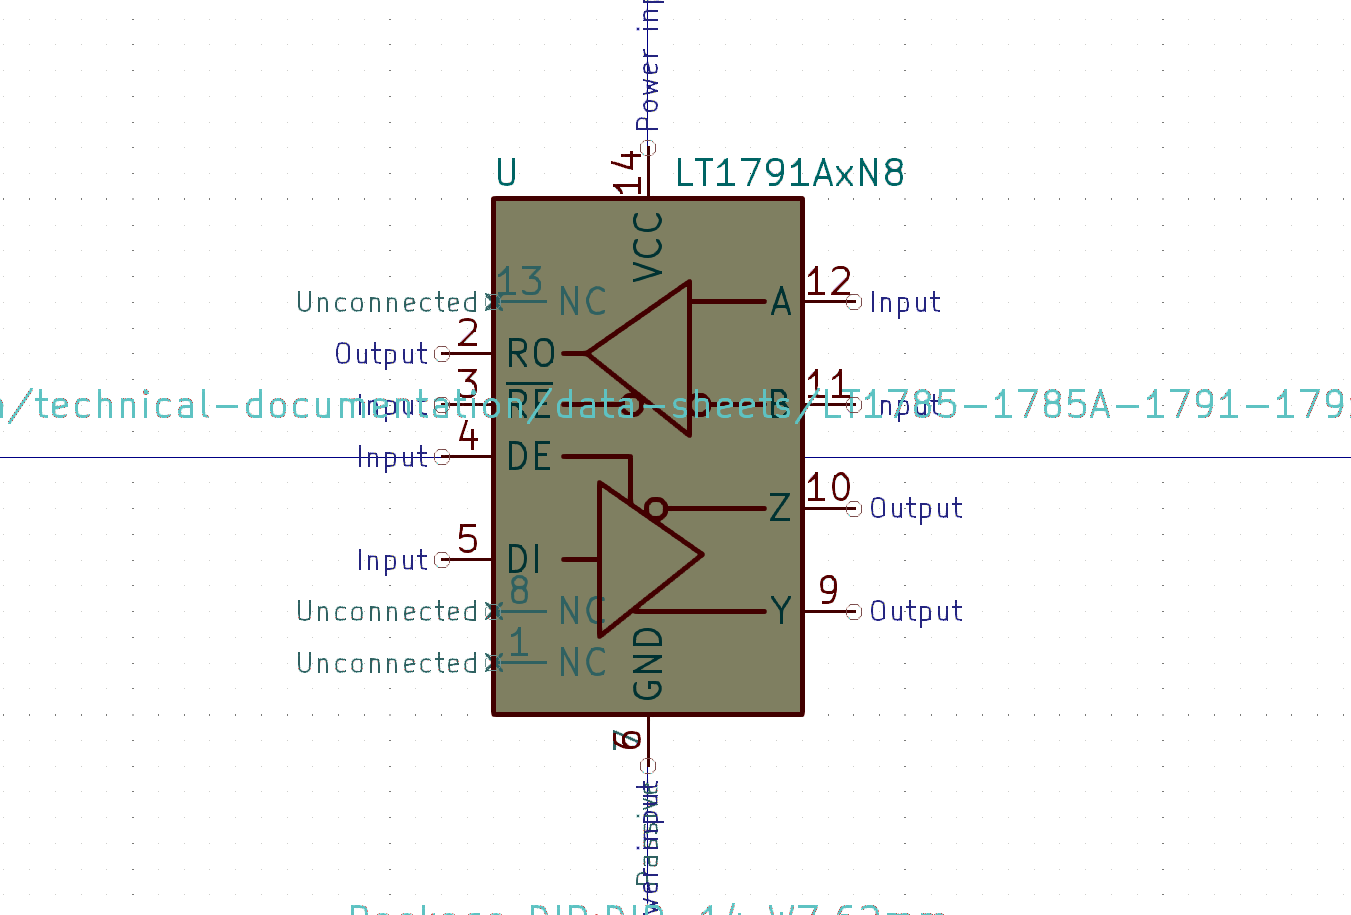 Power inp
14
U
LT1791AxN8
VCC
Unconnected 13 NC
A 12 Input
Output 2 RO
Input 3 RE
B 11 Input
/technical-documentation/data-sheets/LT1785-1785A-1791-179
Input 4 DE
Z 10 Output
Input 5 DI
Unconnected 8 NC
Y 9 Output
Unconnected 1 NC
GND
6
7
Passive
input
Package_DIP:DIP-14_W7.62mm